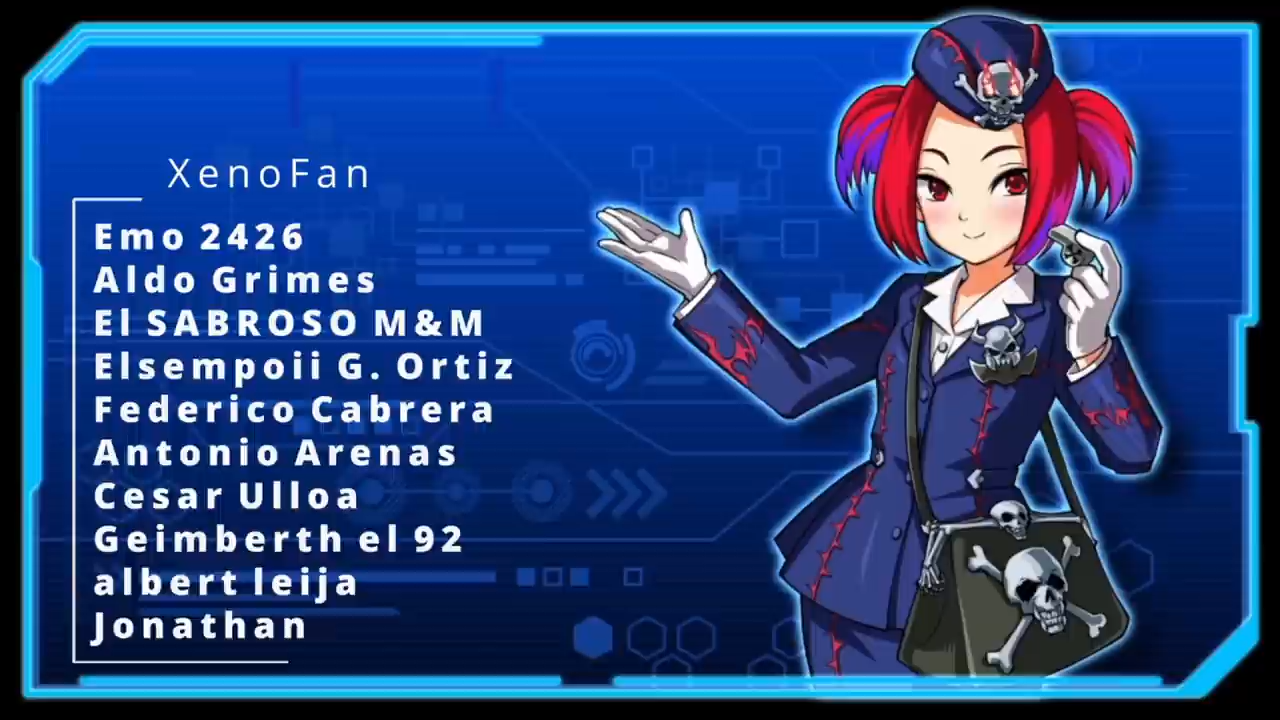 XenoFan
Emo 2426
Aldo Grimes
El SABROSO M&M
Elsempoii G. Ortiz
Federico Cabrera
Antonio Arenas
Cesar Ulloa
Geimberth el 92
albert leija
Jonathan